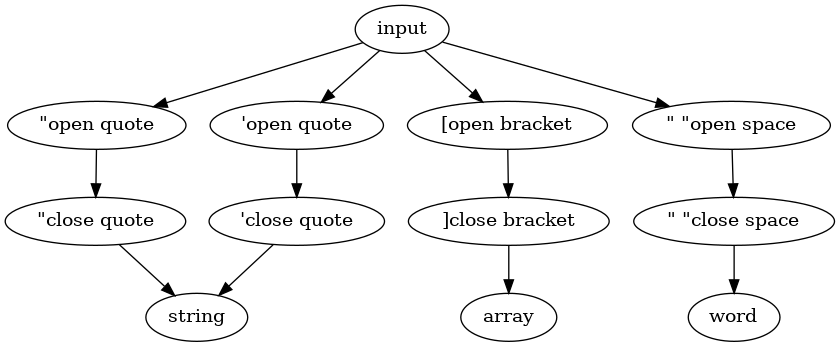 input
"open quote
'open quote
[open bracket
" "open space
"close quote
'close quote
]close bracket
" "close space
string
array
word